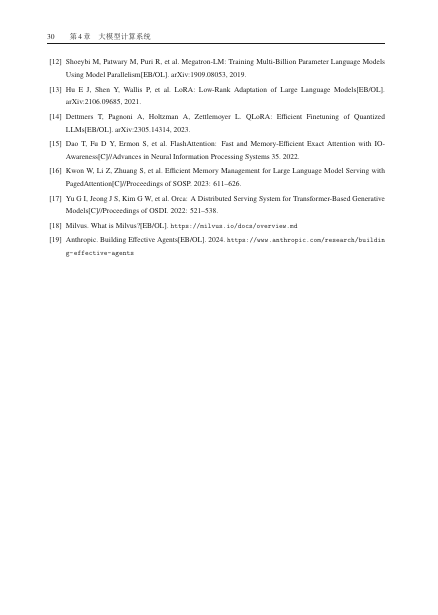 30 第 4 章 大模型计算系统
[12] Shoeybi M, Patwary M, Puri R, et al. Megatron-LM: Training Multi-Billion Parameter Language Models
Using Model Parallelism[EB/OL]. arXiv:1909.08053, 2019.
[13] Hu E J, Shen Y, Wallis P, et al. LoRA: Low-Rank Adaptation of Large Language Models[EB/OL].
arXiv:2106.09685, 2021.
[14] Dettmers T, Pagnoni A, Holtzman A, Zettlemoyer L. QLoRA: Efficient Finetuning of Quantized
LLMs[EB/OL]. arXiv:2305.14314, 2023.
[15] Dao T, Fu D Y, Ermon S, et al. FlashAttention: Fast and Memory-Efficient Exact Attention with IO-
Awareness[C]//Advances in Neural Information Processing Systems 35. 2022.
[16] Kwon W, Li Z, Zhuang S, et al. Efficient Memory Management for Large Language Model Serving with
PagedAttention[C]//Proceedings of SOSP. 2023: 611–626.
[17] Yu G I, Jeong J S, Kim G W, et al. Orca: A Distributed Serving System for Transformer-Based Generative
Models[C]//Proceedings of OSDI. 2022: 521–538.
[18] Milvus. What is Milvus?[EB/OL]. https://milvus.io/docs/overview.md
[19] Anthropic. Building Effective Agents[EB/OL]. 2024. https://www.anthropic.com/research/buildin
g-effective-agents